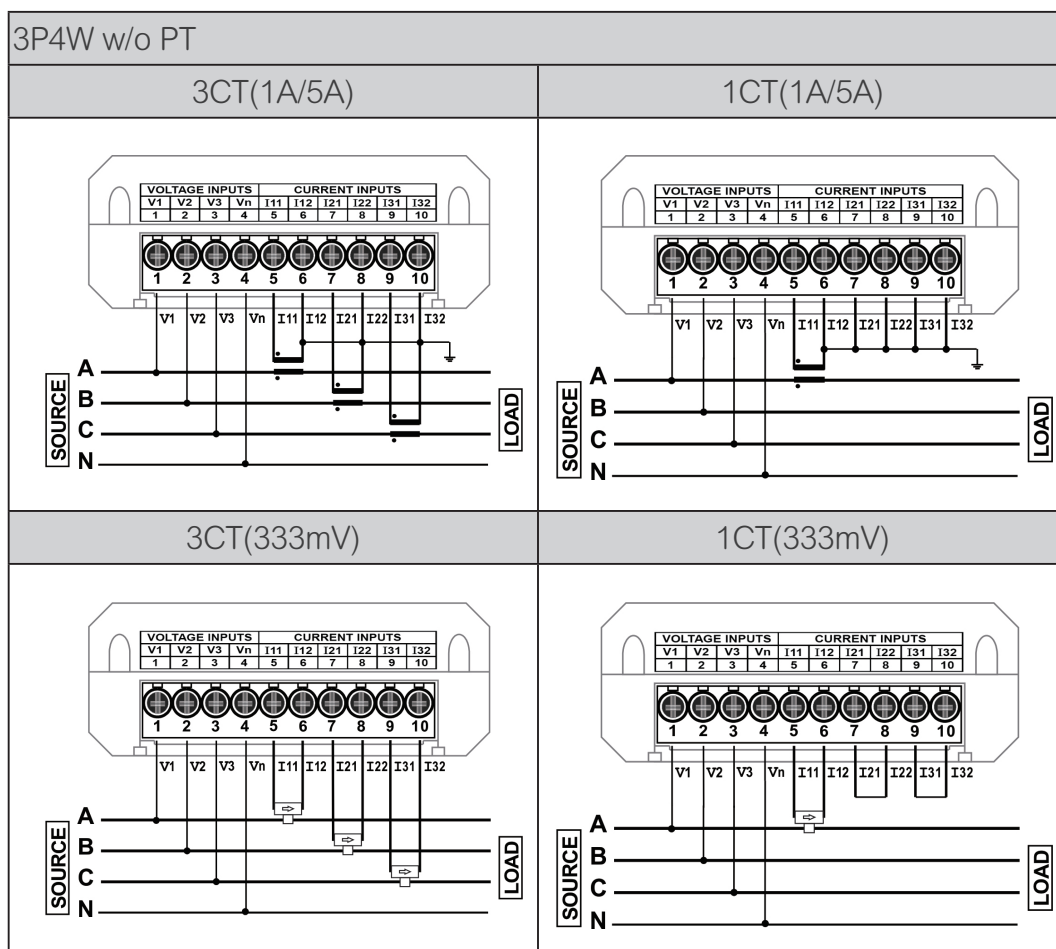 3P4W w/o PT
3CT(1A/5A)
VOLTAGE INPUTS CURRENT INPUTS
V1 V2 V3 Vn I11 I12 I21 I22 I31 I32
1 2 3 4 5 6 7 8 9 10
1 2 3 4 5 6 7 8 9 10
V1 V2 V3 Vn I11 I12 I21 I22 I31 I32
SOURCE
A
B
C
N
LOAD
1CT(1A/5A)
VOLTAGE INPUTS CURRENT INPUTS
V1 V2 V3 Vn I11 I12 I21 I22 I31 I32
1 2 3 4 5 6 7 8 9 10
1 2 3 4 5 6 7 8 9 10
V1 V2 V3 Vn I11 I12 I21 I22 I31 I32
SOURCE
A
B
C
N
LOAD
3CT(333mV)
VOLTAGE INPUTS CURRENT INPUTS
V1 V2 V3 Vn I11 I12 I21 I22 I31 I32
1 2 3 4 5 6 7 8 9 10
1 2 3 4 5 6 7 8 9 10
V1 V2 V3 Vn I11 I12 I21 I22 I31 I32
SOURCE
A
B
C
N
LOAD
1CT(333mV)
VOLTAGE INPUTS CURRENT INPUTS
V1 V2 V3 Vn I11 I12 I21 I22 I31 I32
1 2 3 4 5 6 7 8 9 10
1 2 3 4 5 6 7 8 9 10
V1 V2 V3 Vn I11 I12 I21 I22 I31 I32
SOURCE
A
B
C
N
LOAD